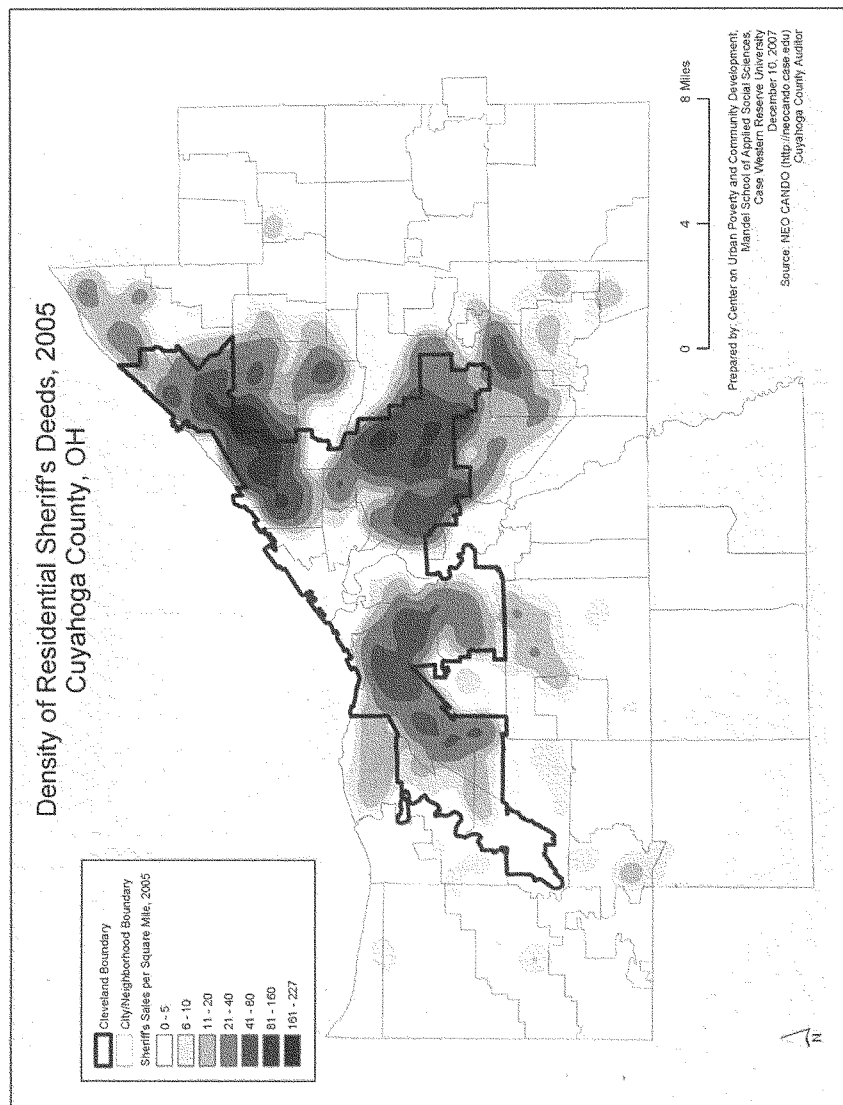 Density of Residential Sheriff's Deeds, 2005
Cuyahoga County, OH
Cleveland Boundary
City/Neighborhood Boundary
Sheriff's Sales per Square Mile, 2005
0 - 5
6 - 10
11 - 20
21 - 40
41 - 80
81 - 160
161 - 227
N
0 4 8 Miles
Prepared by: Center on Urban Poverty and Community Development,
Mandel School of Applied Social Sciences,
Case Western Reserve University
December 10, 2007
Source: NEO CANDO (http://neocando.case.edu)
Cuyahoga County Auditor